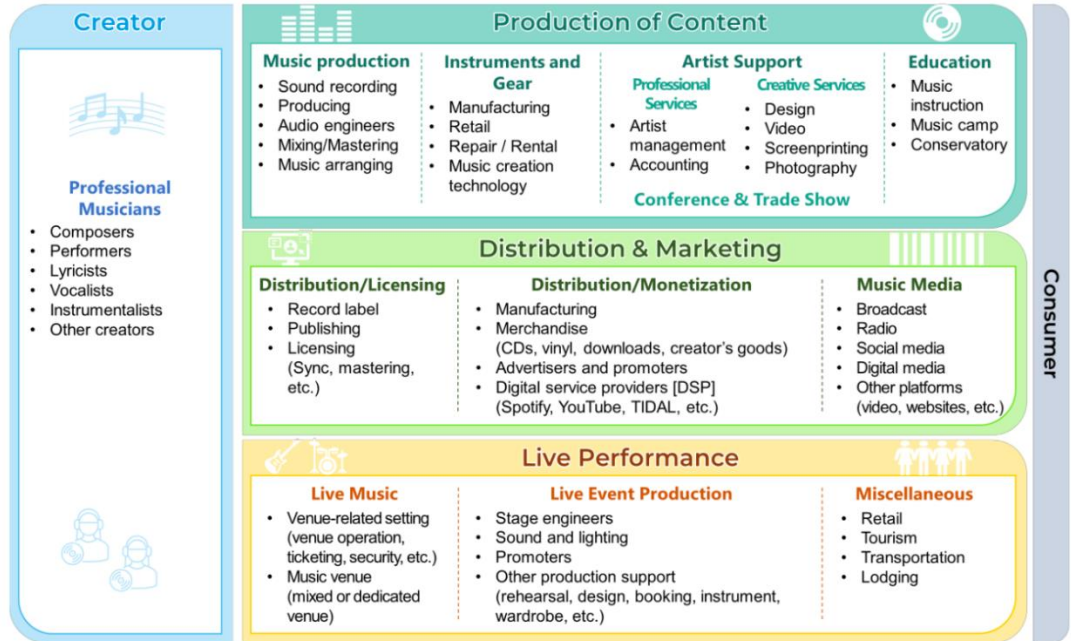 Creator
Professional
Musicians
• Composers
• Performers
• Lyricists
• Vocalists
• Instrumentalists
• Other creators
Production of Content
Music production
• Sound recording
• Producing
• Audio engineers
• Mixing/Mastering
• Music arranging
Instruments and
Gear
• Manufacturing
• Retail
• Repair / Rental
• Music creation
technology
Artist Support
Professional
Services
• Artist
management
• Accounting
Creative Services
• Design
• Video
• Screenprinting
• Photography
Conference & Trade Show
Education
• Music
instruction
• Music camp
• Conservatory
Distribution & Marketing
Distribution/Licensing
• Record label
• Publishing
• Licensing
(Sync, mastering,
etc.)
Distribution/Monetization
• Manufacturing
• Merchandise
(CDs, vinyl, downloads, creator's goods)
• Advertisers and promoters
• Digital service providers [DSP]
(Spotify, YouTube, TIDAL, etc.)
Music Media
• Broadcast
• Radio
• Social media
• Digital media
• Other platforms
(video, websites, etc.)
Live Performance
Live Music
• Venue-related setting
(venue operation,
ticketing, security, etc.)
• Music venue
(mixed or dedicated
venue)
Live Event Production
• Stage engineers
• Sound and lighting
• Promoters
• Other production support
(rehearsal, design, booking, instrument,
wardrobe, etc.)
Miscellaneous
• Retail
• Tourism
• Transportation
• Lodging
Consumer